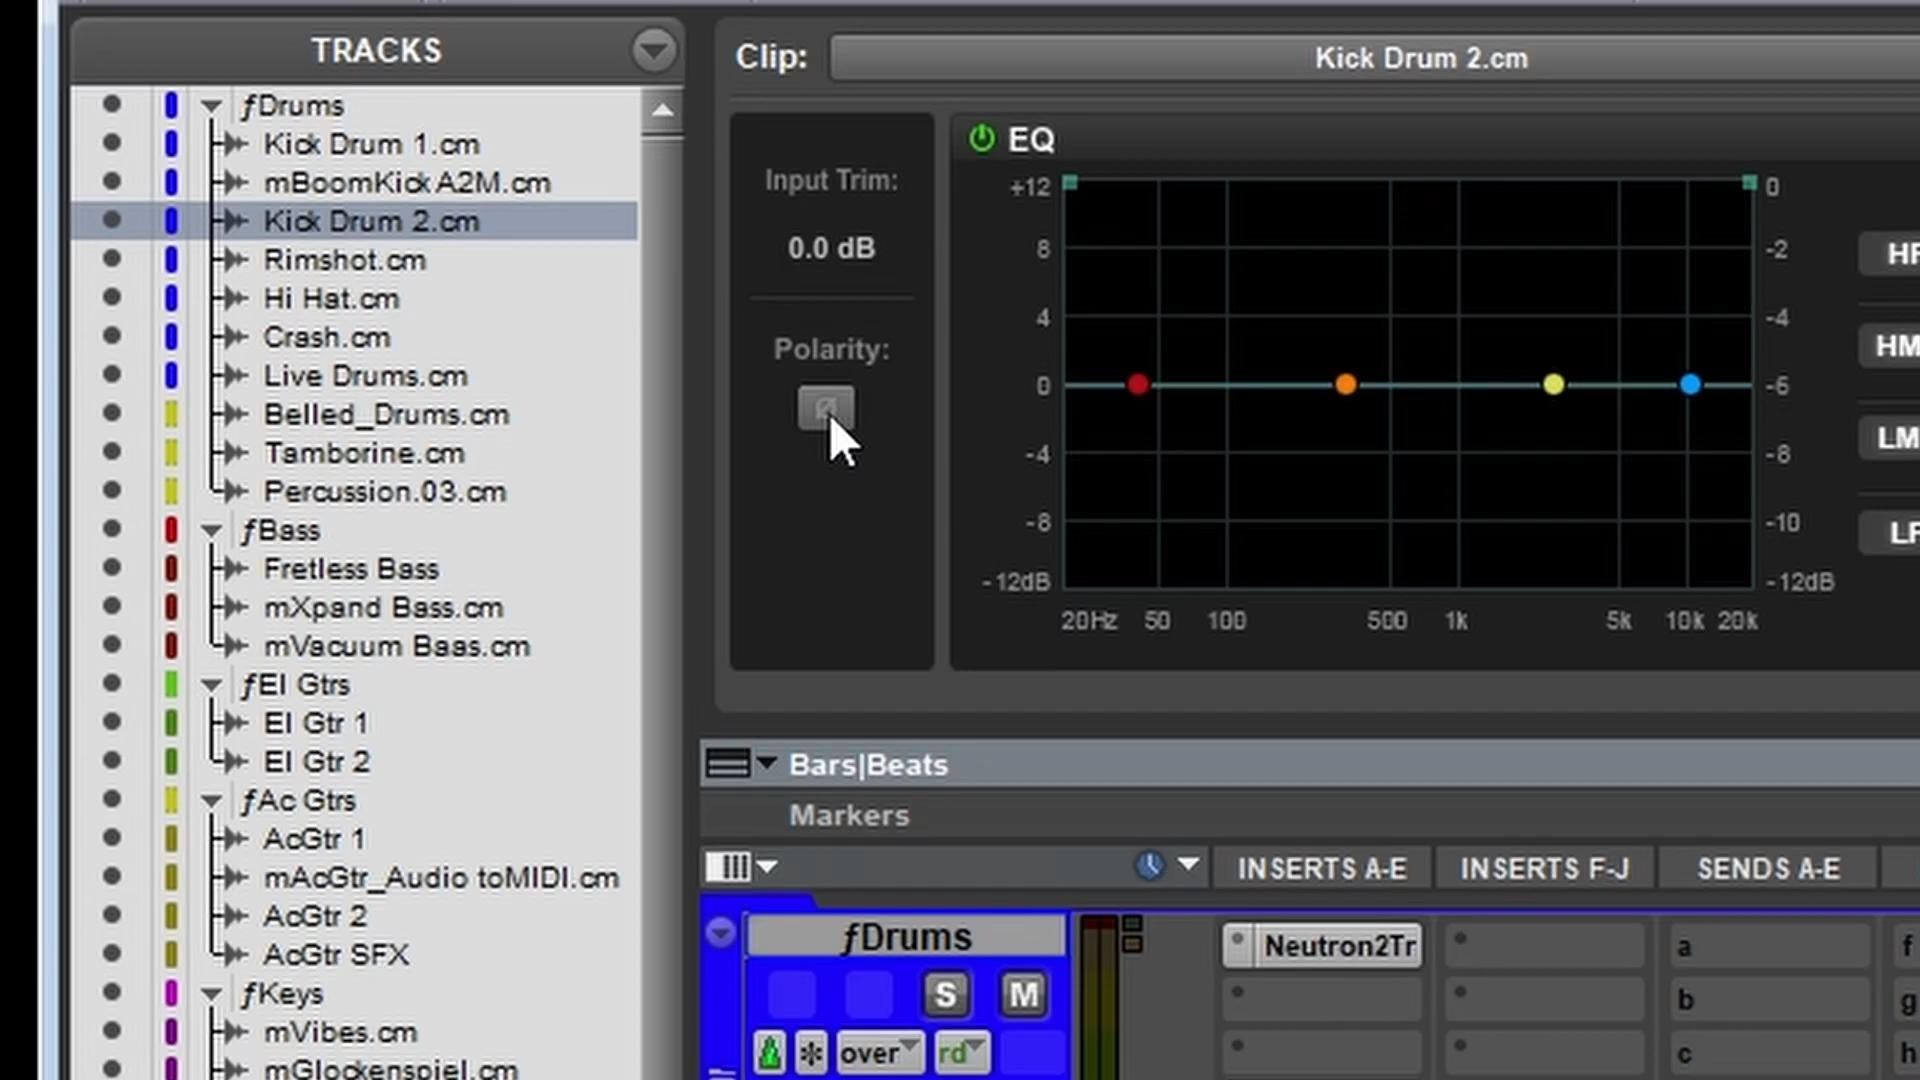 TRACKS
ƒDrums
Kick Drum 1.cm
mBoomKickA2M.cm
Kick Drum 2.cm
Rimshot.cm
Hi Hat.cm
Crash.cm
Live Drums.cm
Belled_Drums.cm
Tamborine.cm
Percussion.03.cm
ƒBass
Fretless Bass
mXpand Bass.cm
mVacuum Baas.cm
ƒEl Gtrs
El Gtr 1
El Gtr 2
ƒAc Gtrs
AcGtr 1
mAcGtr_Audio toMIDI.cm
AcGtr 2
AcGtr SFX
ƒKeys
mVibes.cm
mGlockenspiel.cm
Clip: Kick Drum 2.cm
Input Trim:
0.0 dB
Polarity:
Ø
EQ
+12 0
8 -2
4 -4
0 -6
-4 -8
-8 -10
-12dB -12dB
20Hz 50 100 500 1k 5k 10k 20k
HF
HM
LM
LF
Bars|Beats
Markers
INSERTS A-E INSERTS F-J SENDS A-E
ƒDrums
S M
over rd
Neutron2Tr
a f
b g
c h